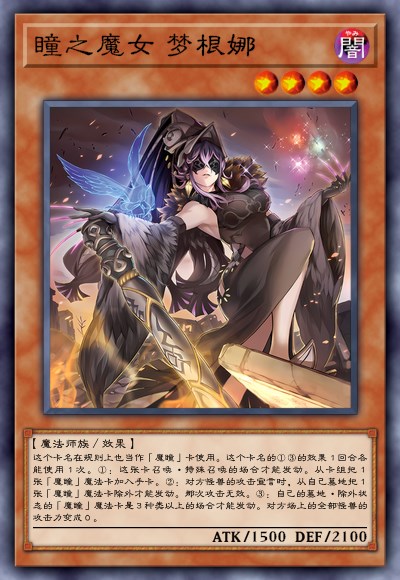 瞳之魔女 梦根娜
やみ
闇
【魔法师族／效果】
这个卡名在规则上也当作「魔瞳」卡使用。这个卡名的①③的效果1回合各
能使用1次。①：这张卡召唤・特殊召唤的场合才能发动。从卡组把1
张「魔瞳」魔法卡加入手卡。②：对方怪兽的攻击宣言时，从自己墓地把1
张「魔瞳」魔法卡除外才能发动。那次攻击无效。③：自己的墓地・除外状
态的「魔瞳」魔法卡是3种类以上的场合才能发动。对方场上的全部怪兽的
攻击力变成0。
ATK/1500 DEF/2100